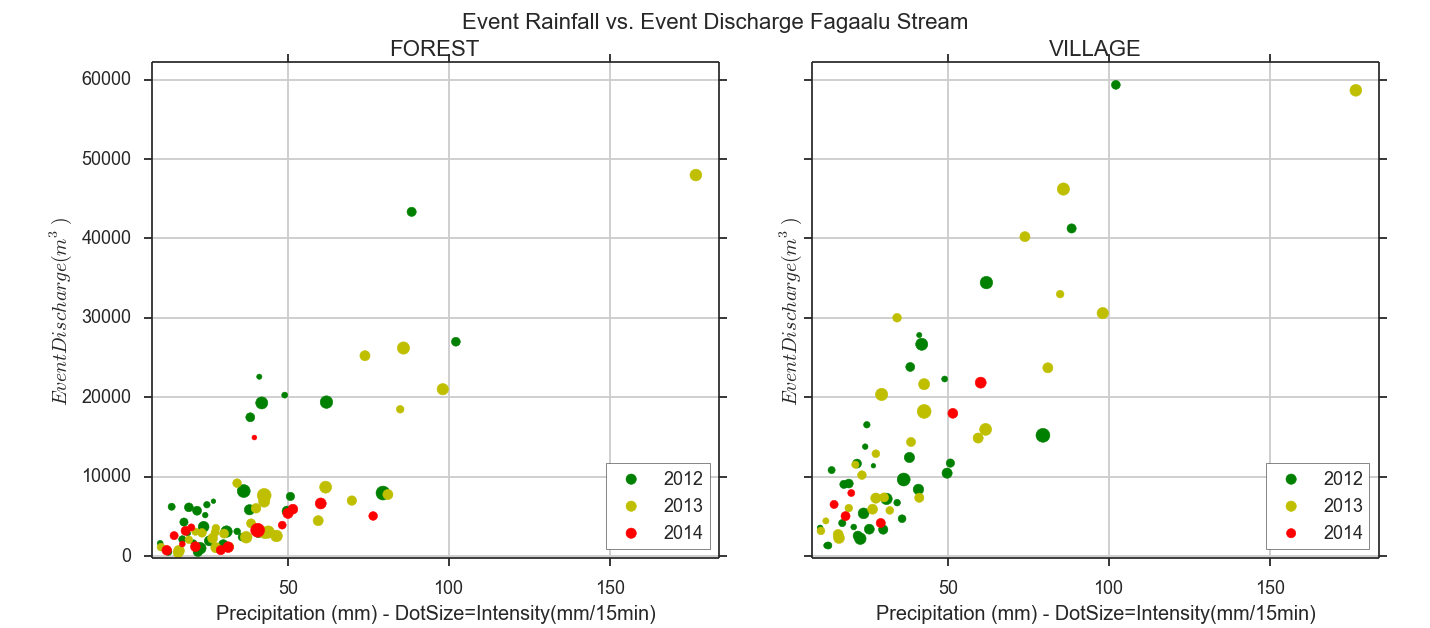 Event Rainfall vs. Event Discharge Fagaalu Stream
FOREST
60000
50000
40000
30000
20000
10000
0
EventDischarge(m³)
50
100
150
Precipitation (mm) - DotSize=Intensity(mm/15min)
2012
2013
2014
VILLAGE
EventDischarge(m³)
50
100
150
Precipitation (mm) - DotSize=Intensity(mm/15min)
2012
2013
2014